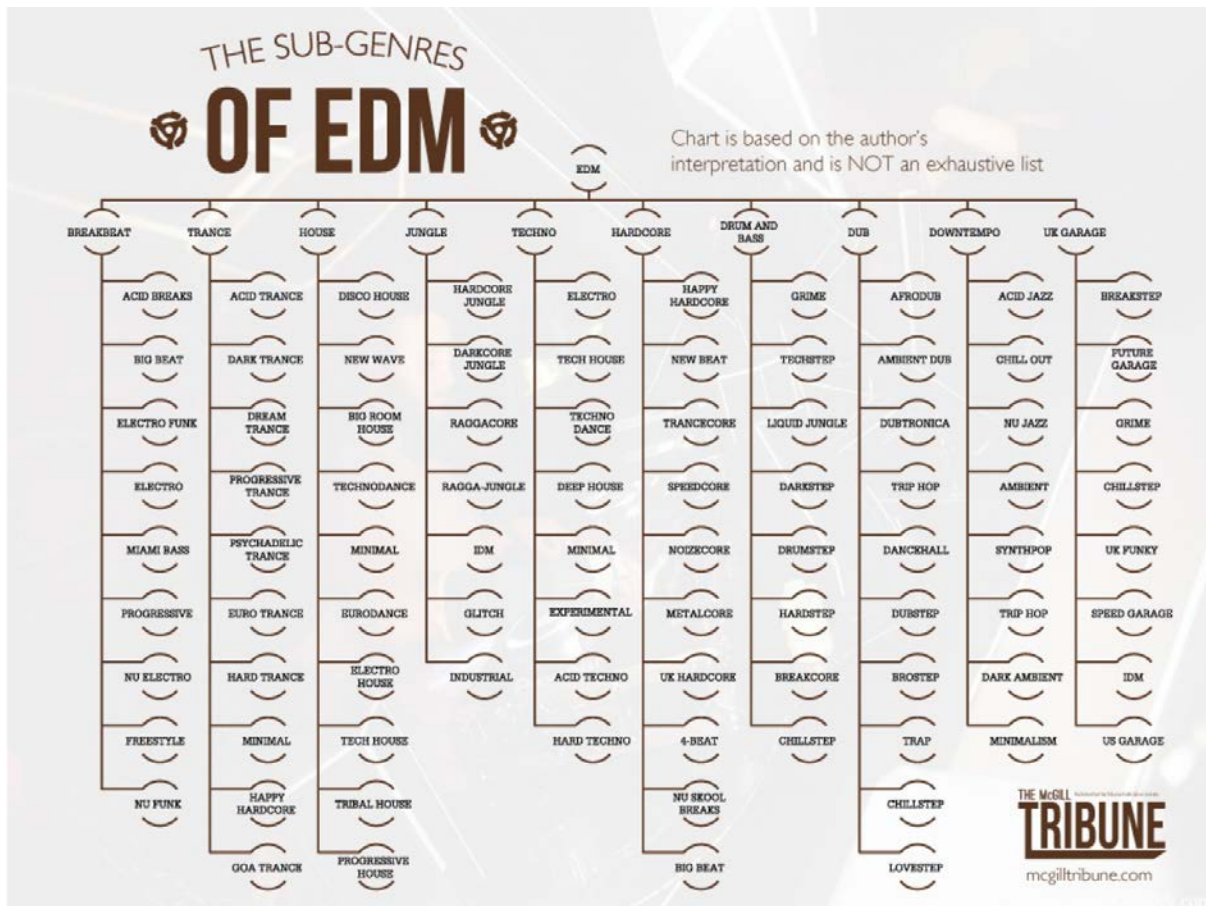 THE SUB-GENRES
OF EDM
Chart is based on the author's
interpretation and is NOT an exhaustive list
EDM
BREAKBEAT
TRANCE
HOUSE
JUNGLE
TECHNO
HARDCORE
DRUM AND
BASS
DUB
DOWNTEMPO
UK GARAGE
ACID BREAKS
BIG BEAT
ELECTRO FUNK
ELECTRO
MIAMI BASS
PROGRESSIVE
NU ELECTRO
FREESTYLE
NU FUNK
ACID TRANCE
DARK TRANCE
DREAM
TRANCE
PROGRESSIVE
TRANCE
PSYCHADELIC
TRANCE
EURO TRANCE
HARD TRANCE
MINIMAL
HAPPY
HARDCORE
GOA TRANCE
DISCO HOUSE
NEW WAVE
BIG ROOM
HOUSE
TECHNODANCE
MINIMAL
EURODANCE
ELECTRO
HOUSE
TECH HOUSE
TRIBAL HOUSE
PROGRESSIVE
HOUSE
HARDCORE
JUNGLE
DARKCORE
JUNGLE
RAGGACORE
RAGGA-JUNGLE
IDM
GLITCH
INDUSTRIAL
ELECTRO
TECH HOUSE
TECHNO
DANCE
DEEP HOUSE
MINIMAL
EXPERIMENTAL
ACID TECHNO
HARD TECHNO
HAPPY
HARDCORE
NEW BEAT
TRANCECORE
SPEEDCORE
NOIZECORE
METALCORE
UK HARDCORE
4-BEAT
NU SKOOL
BREAKS
BIG BEAT
GRIME
TECHSTEP
LIQUID JUNGLE
DARKSTEP
DRUMSTEP
HARDSTEP
BREAKCORE
CHILLSTEP
AFRODUB
AMBIENT DUB
DUBTRONICA
TRIP HOP
DANCEHALL
DUBSTEP
BROSTEP
TRAP
CHILLSTEP
LOVESTEP
ACID JAZZ
CHILL OUT
NU JAZZ
AMBIENT
SYNTHPOP
TRIP HOP
DARK AMBIENT
MINIMALISM
BREAKSTEP
FUTURE
GARAGE
GRIME
CHILLSTEP
UK FUNKY
SPEED GARAGE
IDM
US GARAGE
THE McGILL
TRIBUNE
mcgilltribune.com